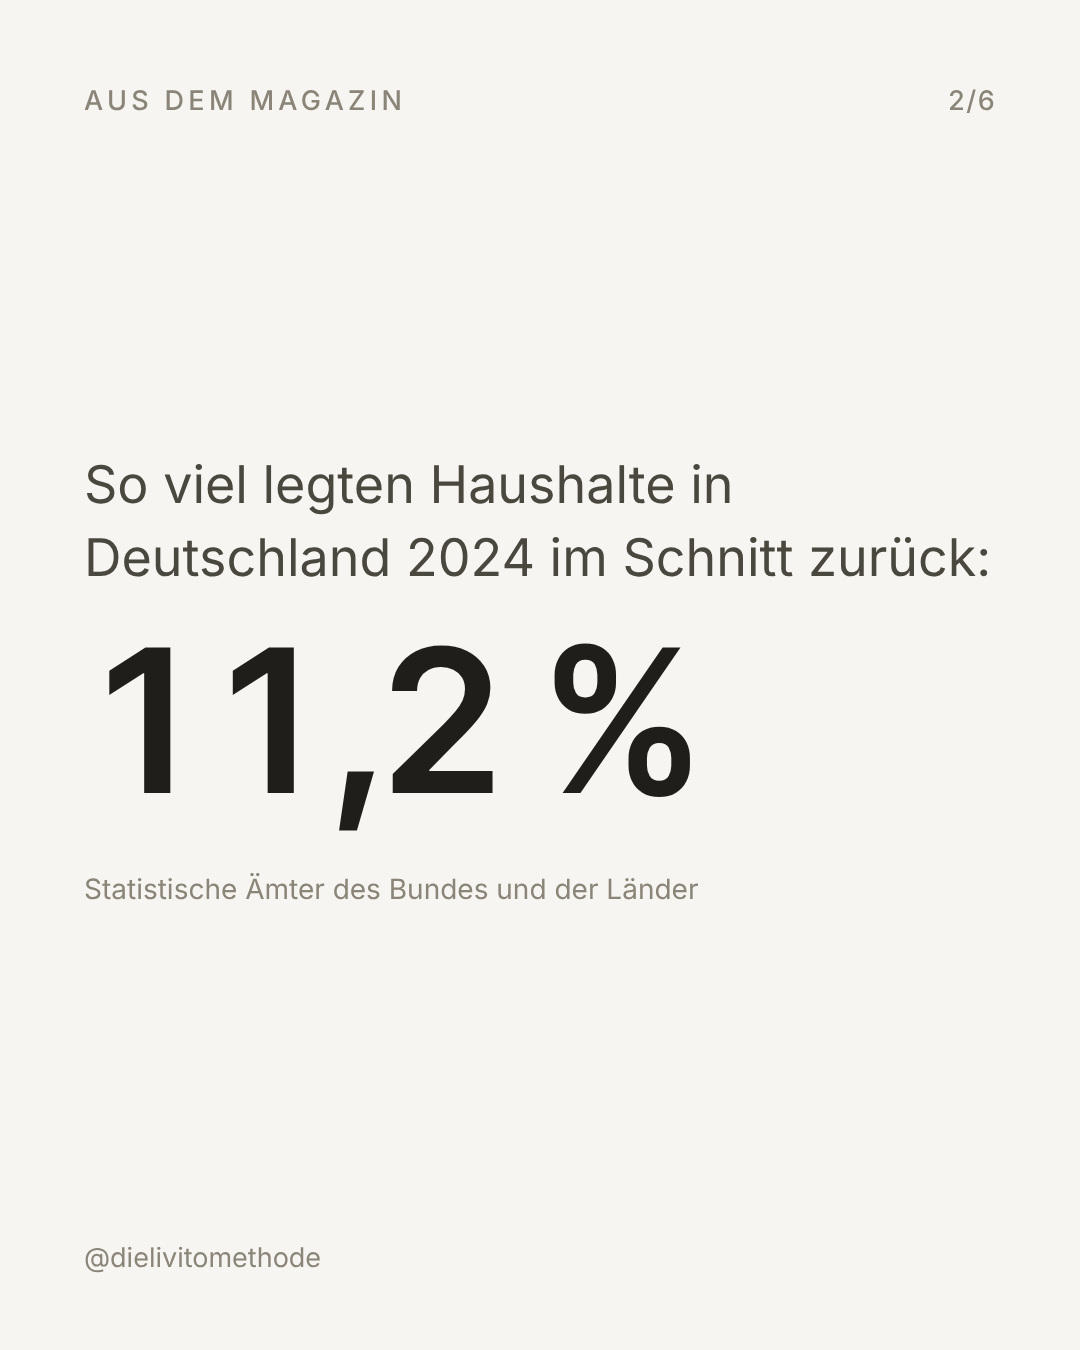 AUS DEM MAGAZIN
2/6
So viel legten Haushalte in
Deutschland 2024 im Schnitt zurück:
11,2 %
Statistische Ämter des Bundes und der Länder
@dielivitomethode